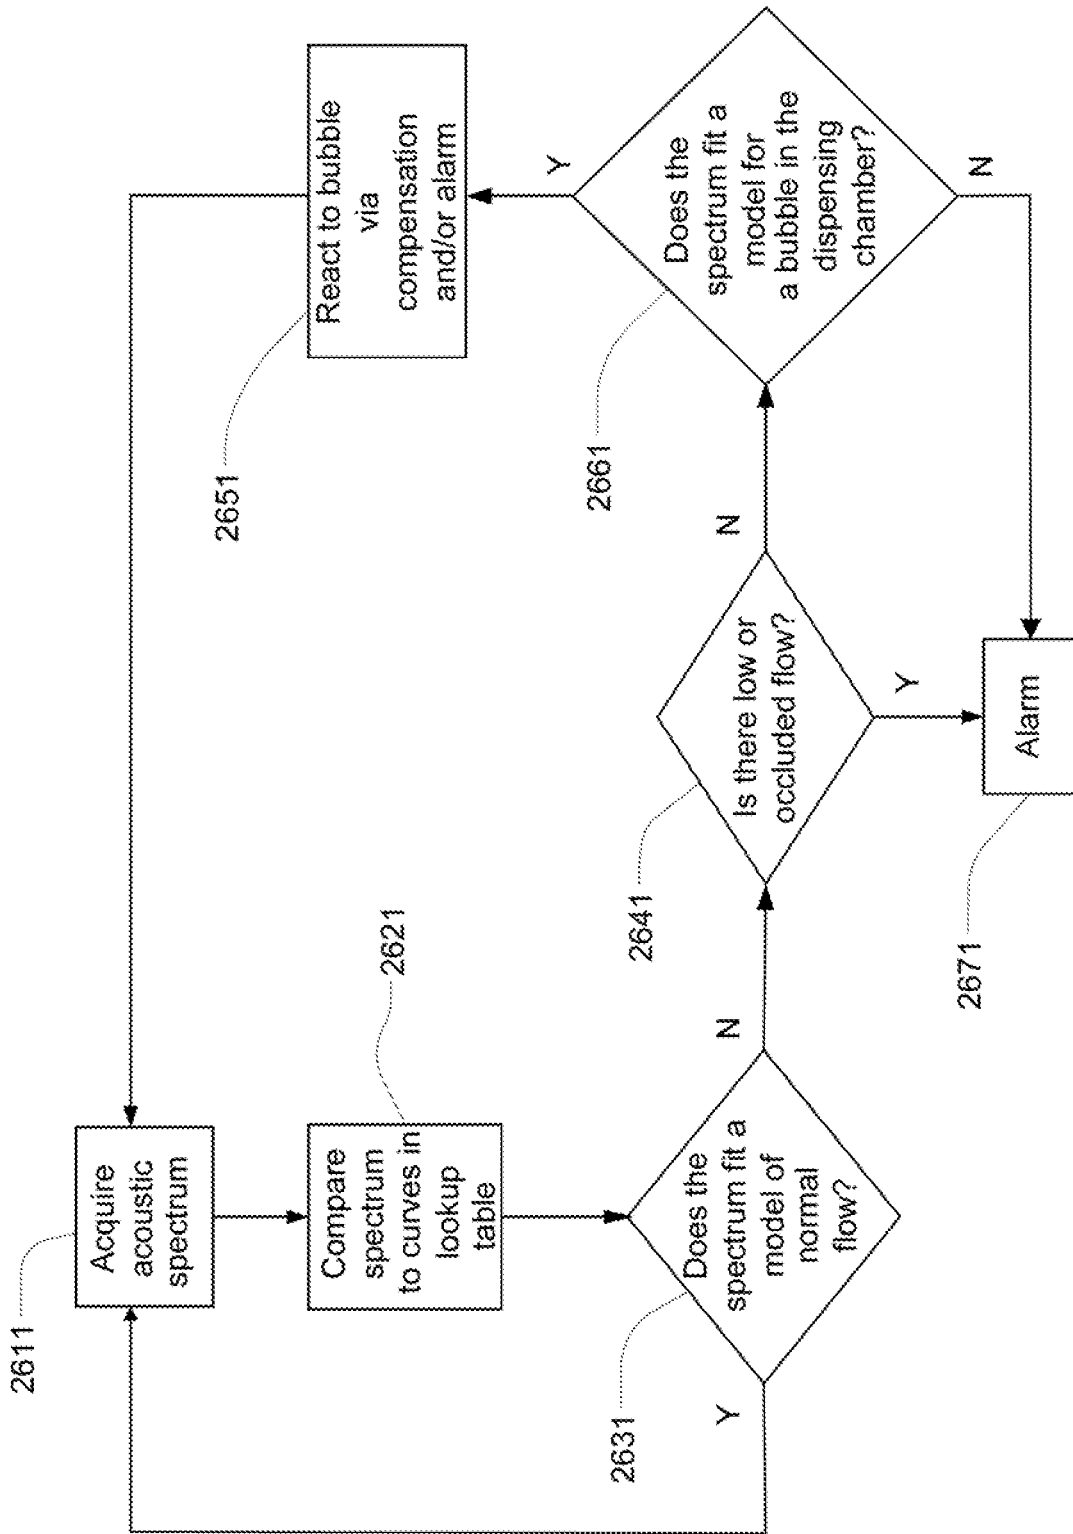 2611
Acquire
acoustic
spectrum
2621
Compare
spectrum
to curves in
lookup
table
2631
Does the
spectrum fit a
model of
normal
flow?
Y
N
2641
Is there low or
occluded flow?
N
Y
2661
Does the
spectrum fit a
model for
a bubble in the
dispensing
chamber?
Y
N
2651
React to bubble
via
compensation
and/or alarm
2671
Alarm